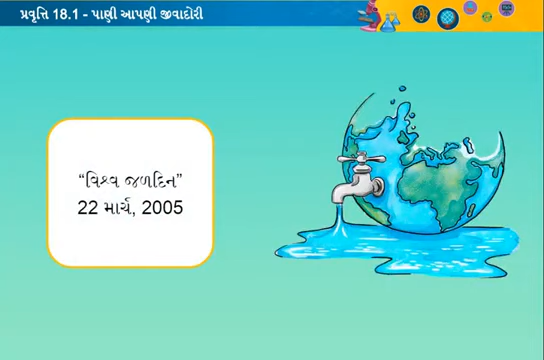 પ્રવૃત્તિ 18.1 - પાણી આપણી જીવાદોરી
“વિશ્વ જળદિન”
22 માર્ચ, 2005